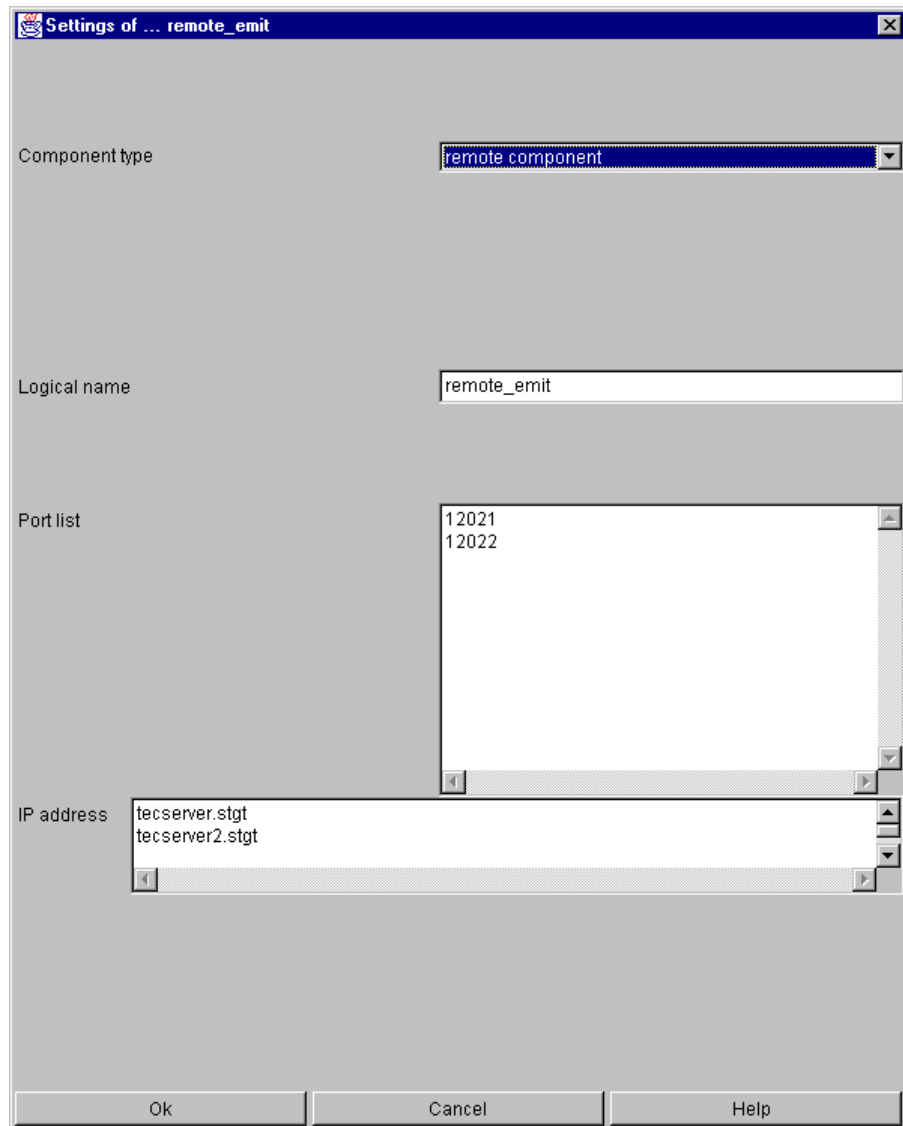 Settings of ... remote_emit
Component type
remote component
Logical name
remote_emit
Port list
12021
12022
IP address
tecserver.stgt
tecserver2.stgt
Ok
Cancel
Help